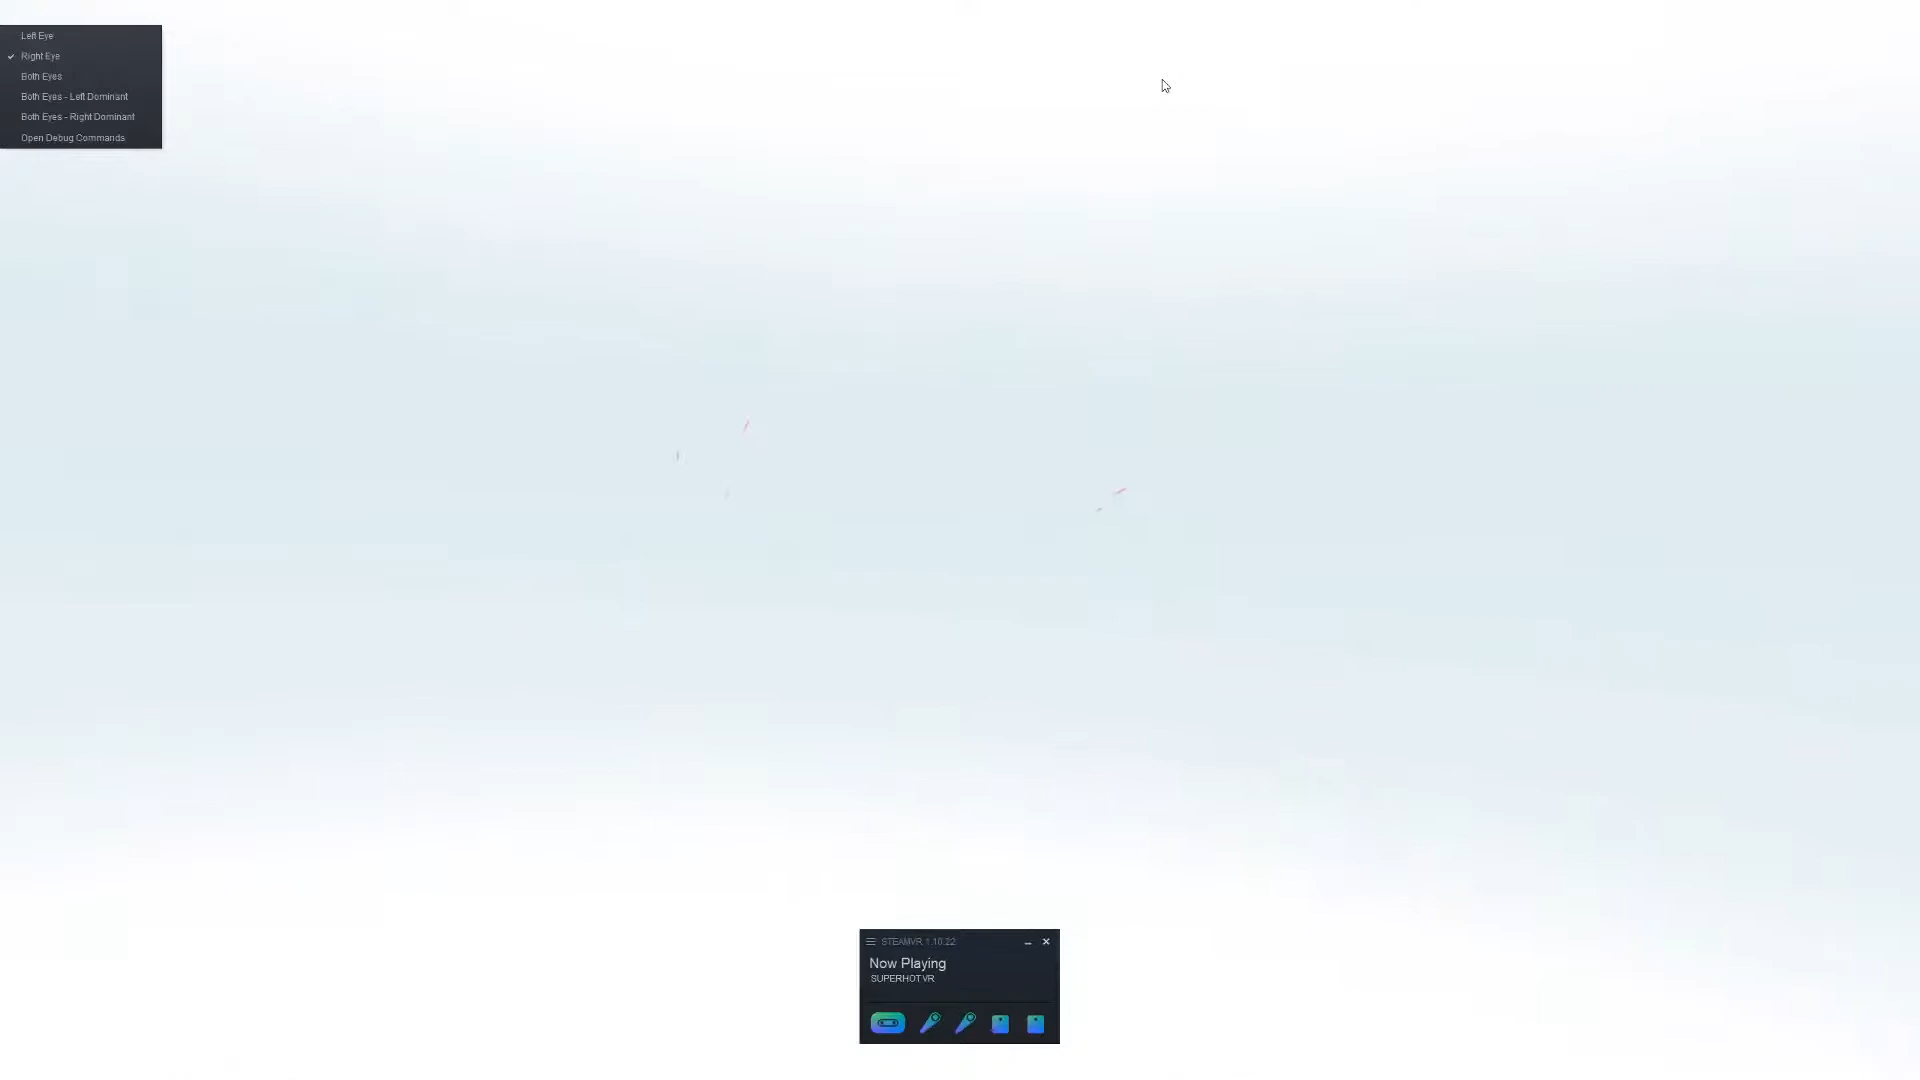 Left Eye
Right Eye
Both Eyes
Both Eyes - Left Dominant
Both Eyes - Right Dominant
Open Debug Commands
STEAMVR 1.10.22
Now Playing
SUPERHOT VR